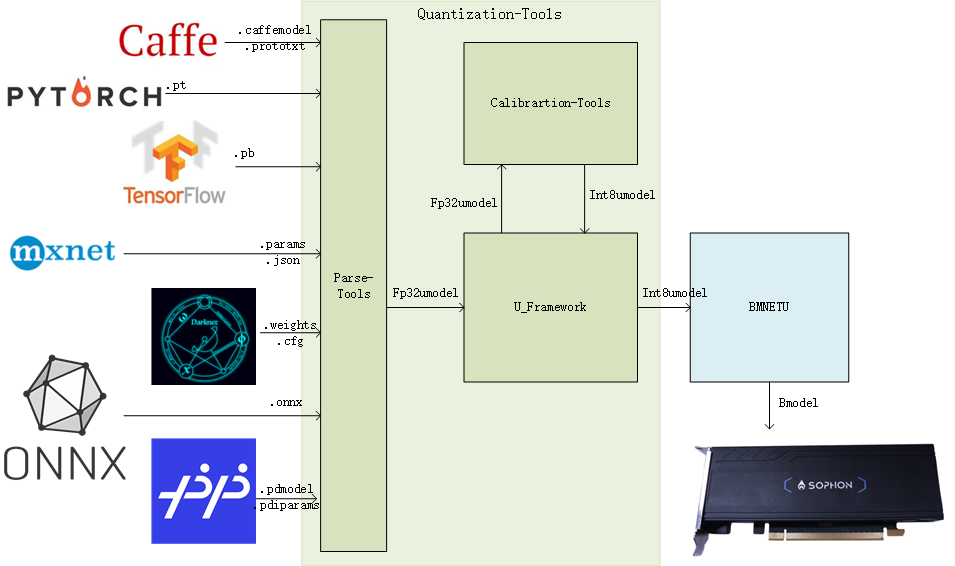 Quantization-Tools
Caffe
.caffemodel
.prototxt
PYTORCH
.pt
TensorFlow
.pb
mxnet
.params
.json
Darknet
.weights
.cfg
ONNX
.onnx
.pdmodel
.pdiparams
Parse-
Tools
Fp32umodel
Calibrartion-Tools
Fp32umodel
Int8umodel
U_Framework
Int8umodel
BMNETU
Bmodel
SOPHON